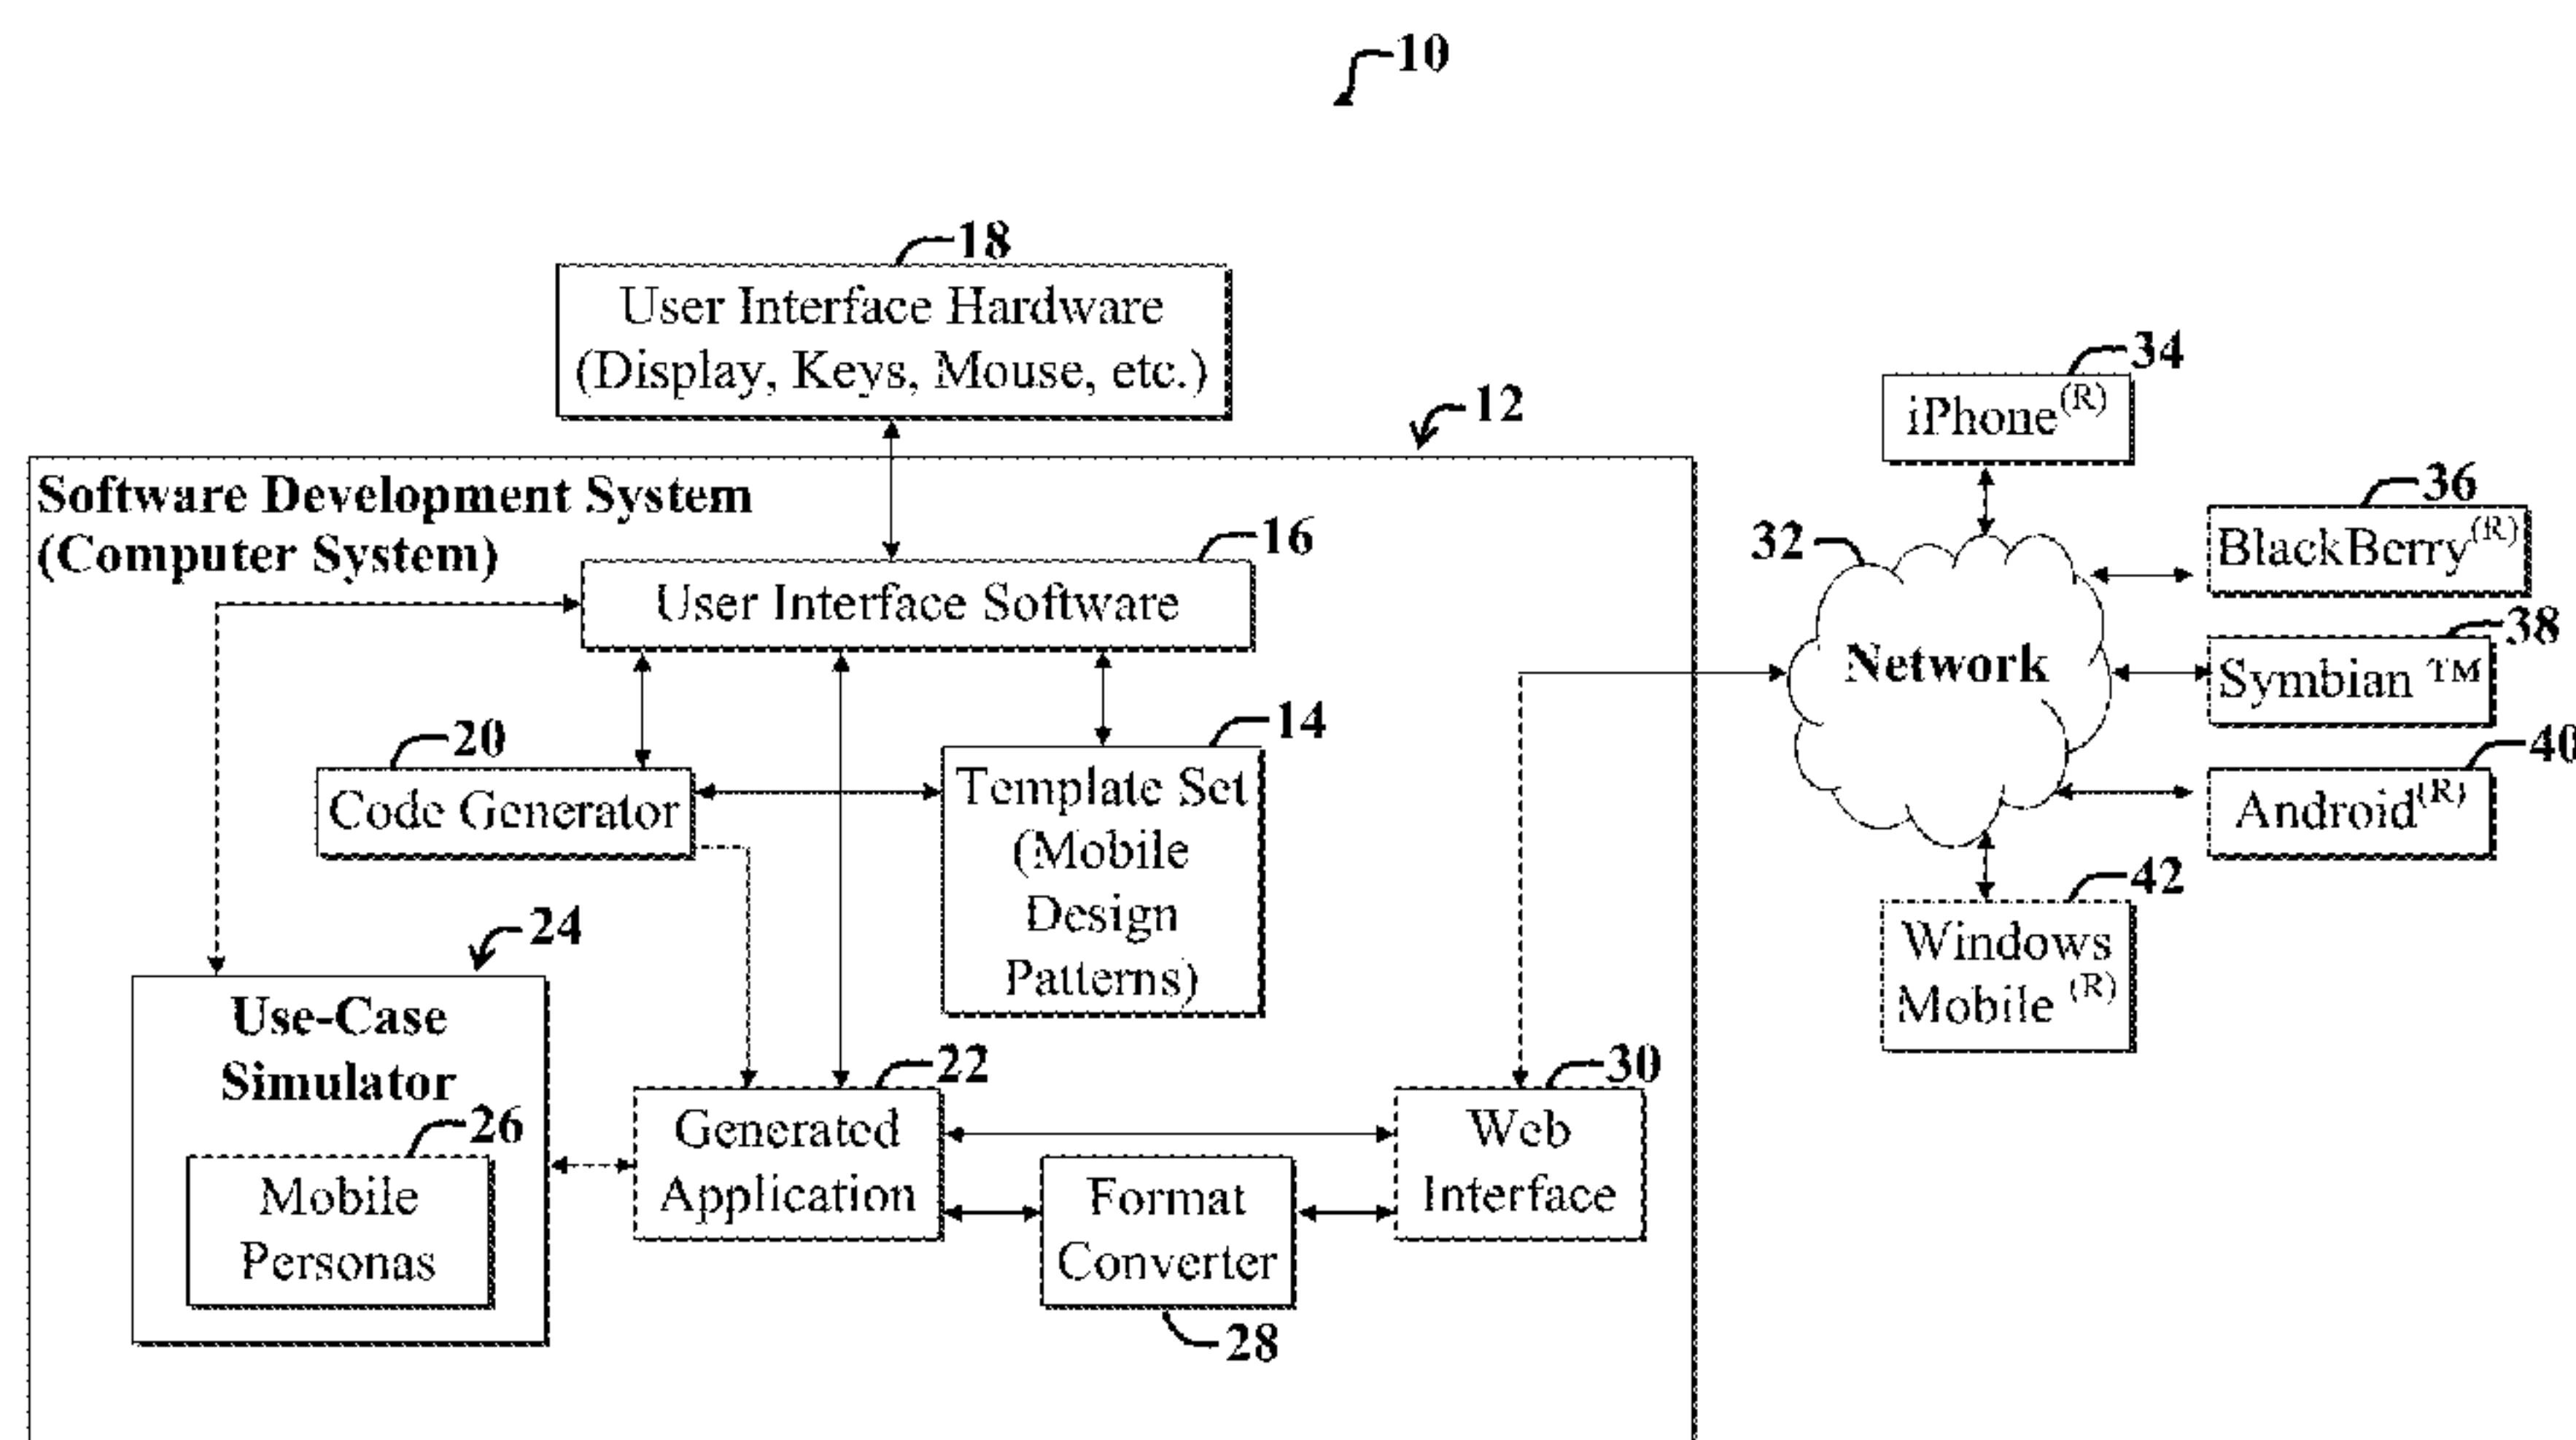 10
18
User Interface Hardware
(Display, Keys, Mouse, etc.)
12
Software Development System
(Computer System)
16
User Interface Software
20
Code Generator
14
Template Set
(Mobile
Design
Patterns)
24
Use-Case
Simulator
26
Mobile
Personas
22
Generated
Application
28
Format
Converter
30
Web
Interface
32
Network
34
iPhone(R)
36
BlackBerry(R)
38
Symbian ™
40
Android(R)
42
Windows
Mobile (R)